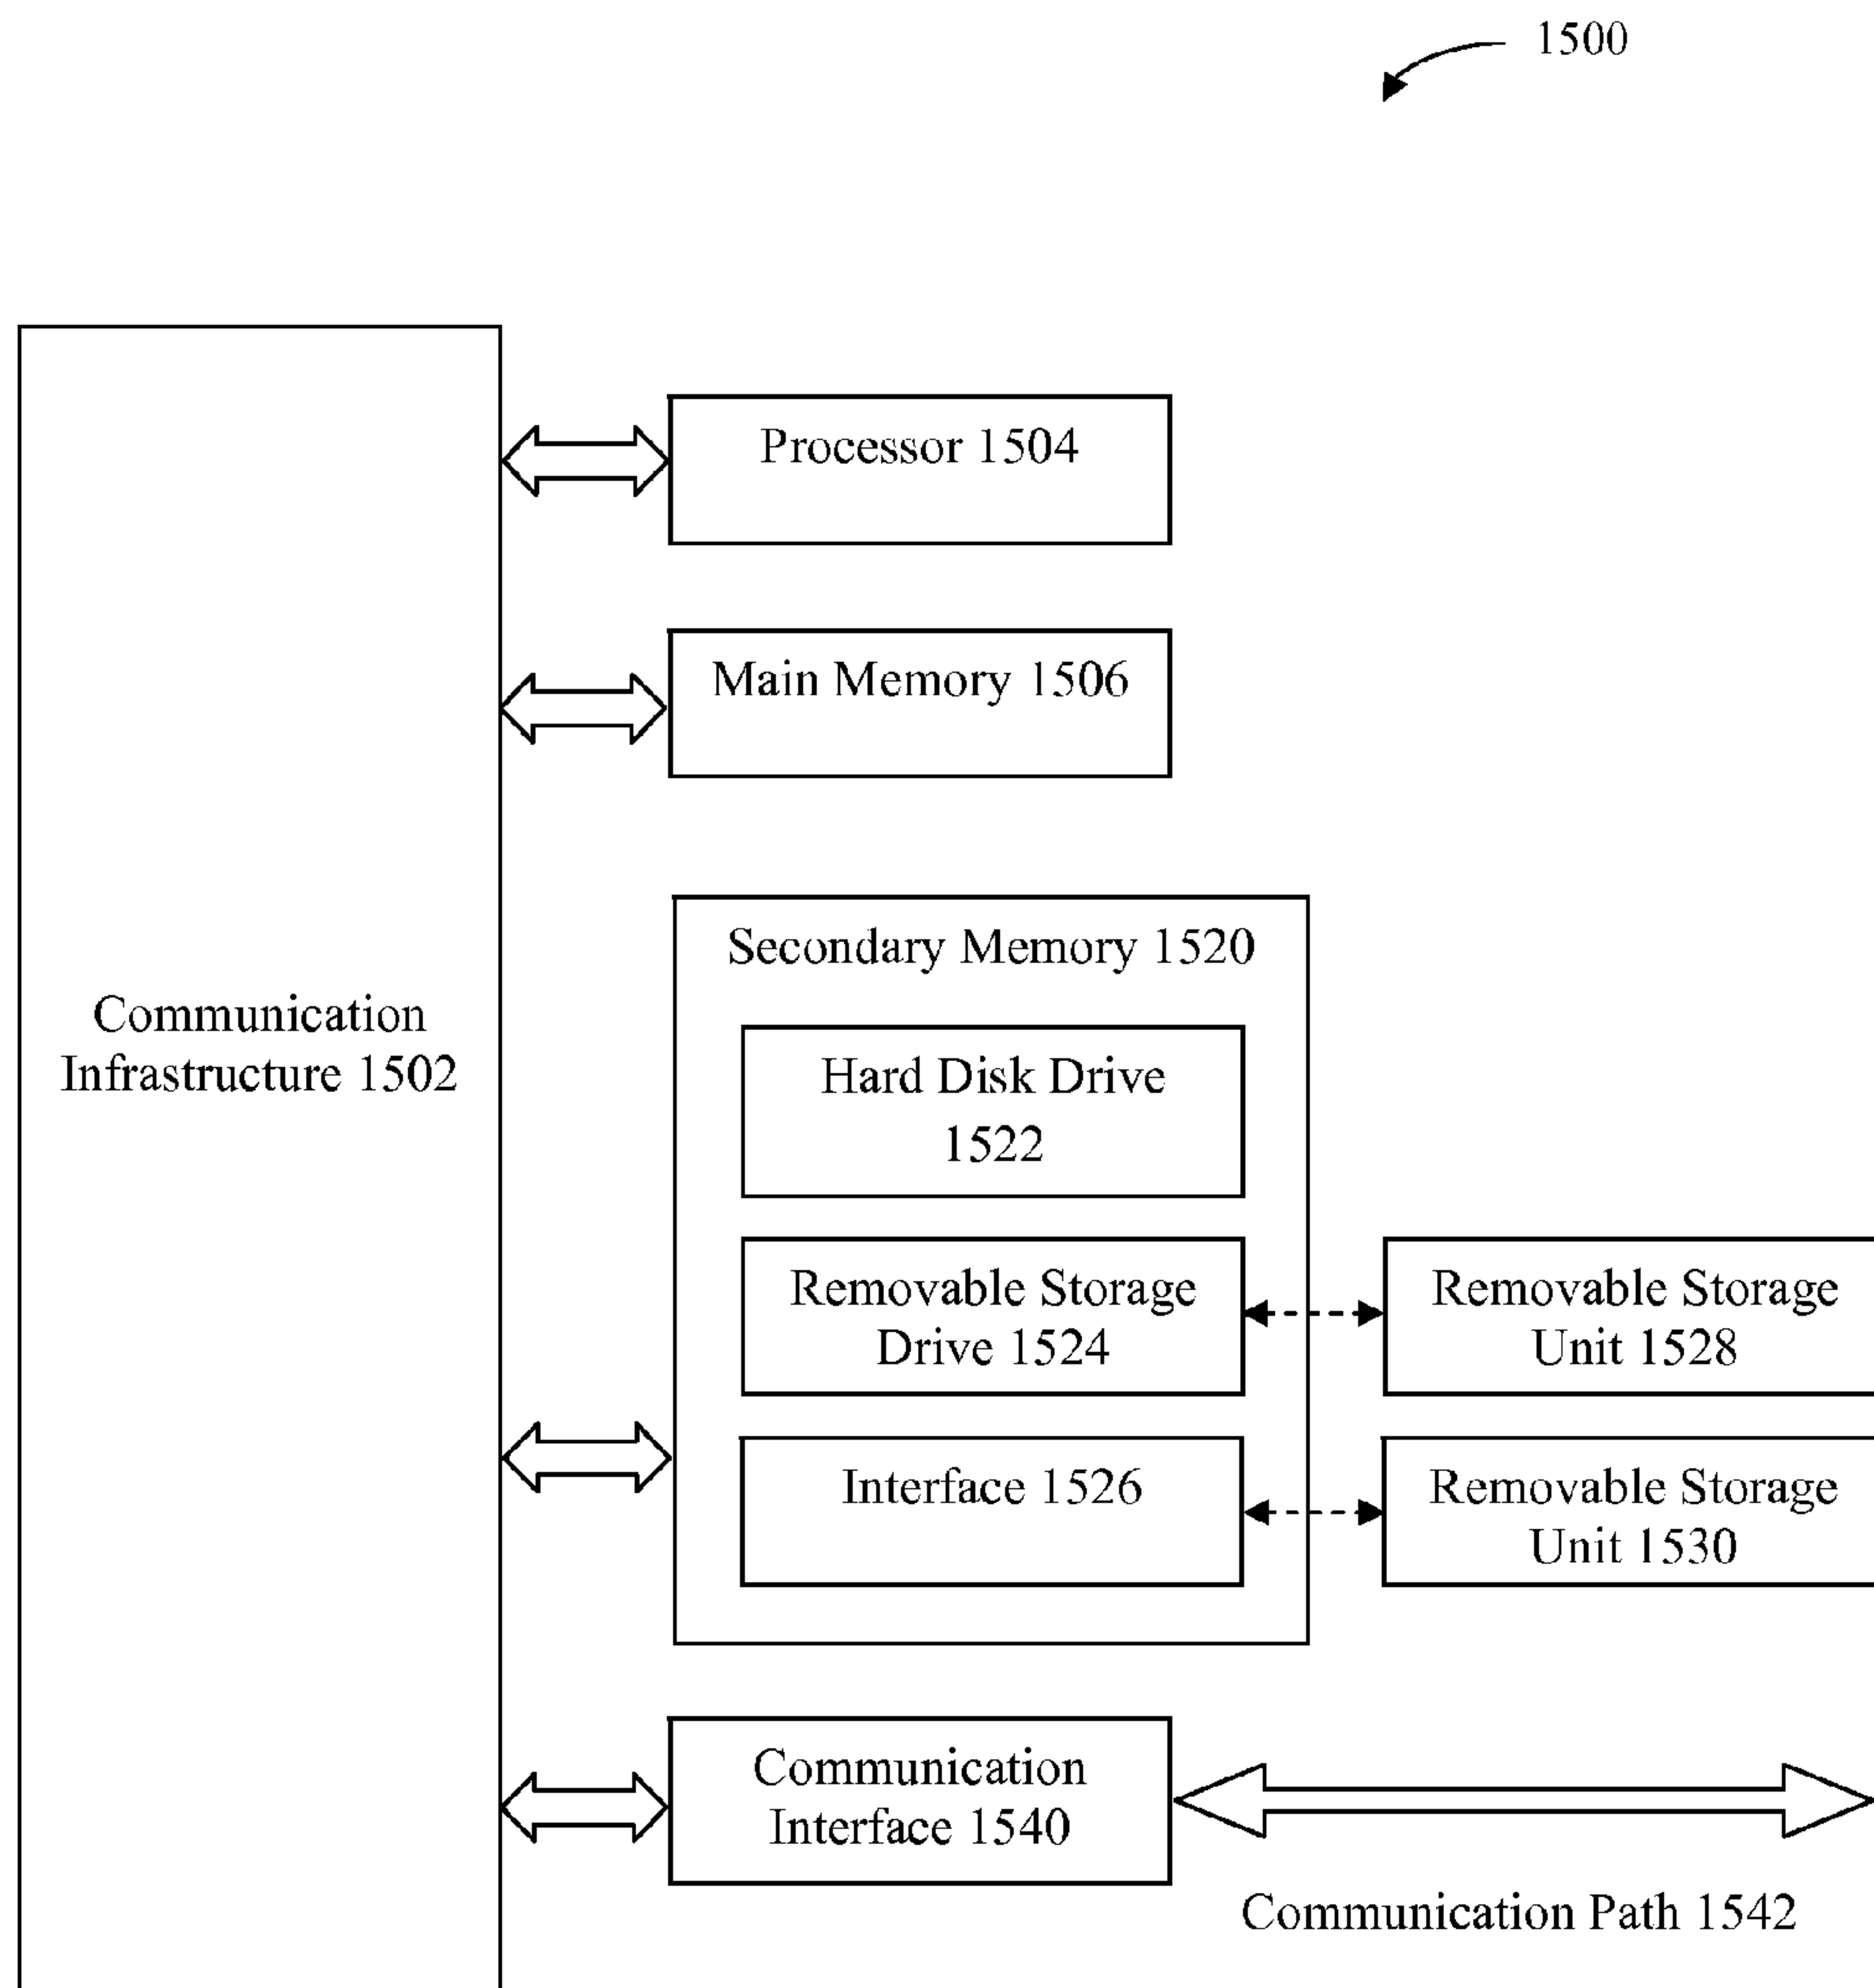 1500
Processor 1504
Main Memory 1506
Secondary Memory 1520
Communication
Infrastructure 1502
Hard Disk Drive
1522
Removable Storage
Drive 1524
Removable Storage
Unit 1528
Interface 1526
Removable Storage
Unit 1530
Communication
Interface 1540
Communication Path 1542